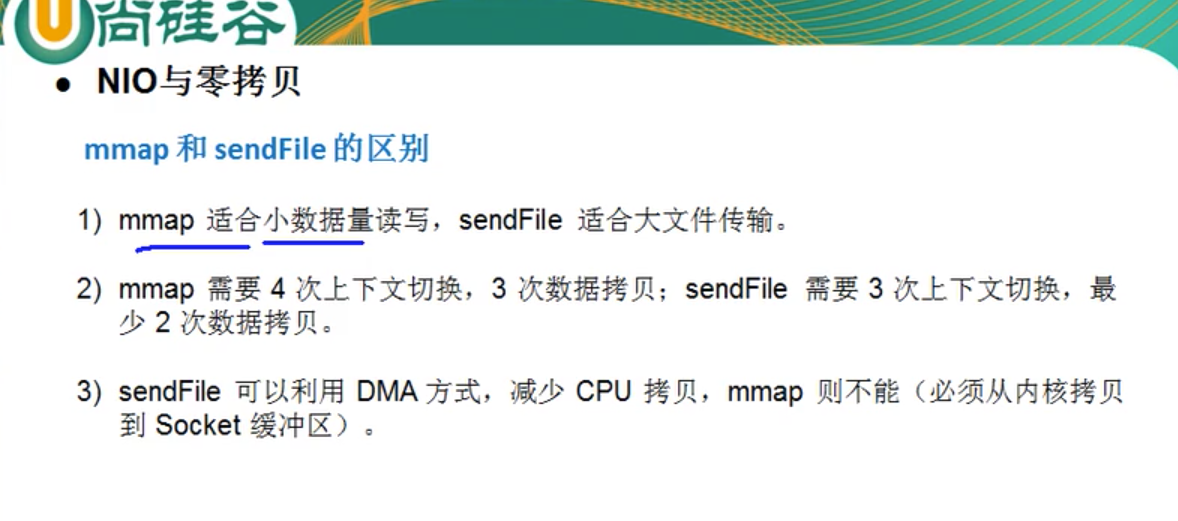 尚硅谷
● NIO与零拷贝
mmap 和 sendFile 的区别
1) mmap 适合小数据量读写，sendFile 适合大文件传输。
2) mmap 需要 4 次上下文切换，3 次数据拷贝；sendFile 需要 3 次上下文切换，最
少 2 次数据拷贝。
3) sendFile 可以利用 DMA 方式，减少 CPU 拷贝，mmap 则不能（必须从内核拷贝
到 Socket 缓冲区）。